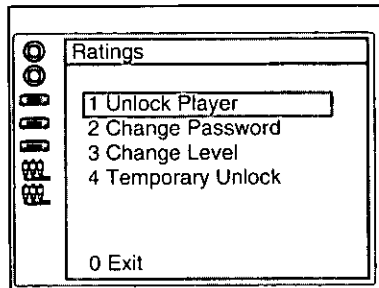 Ratings
1 Unlock Player
2 Change Password
3 Change Level
4 Temporary Unlock
0 Exit